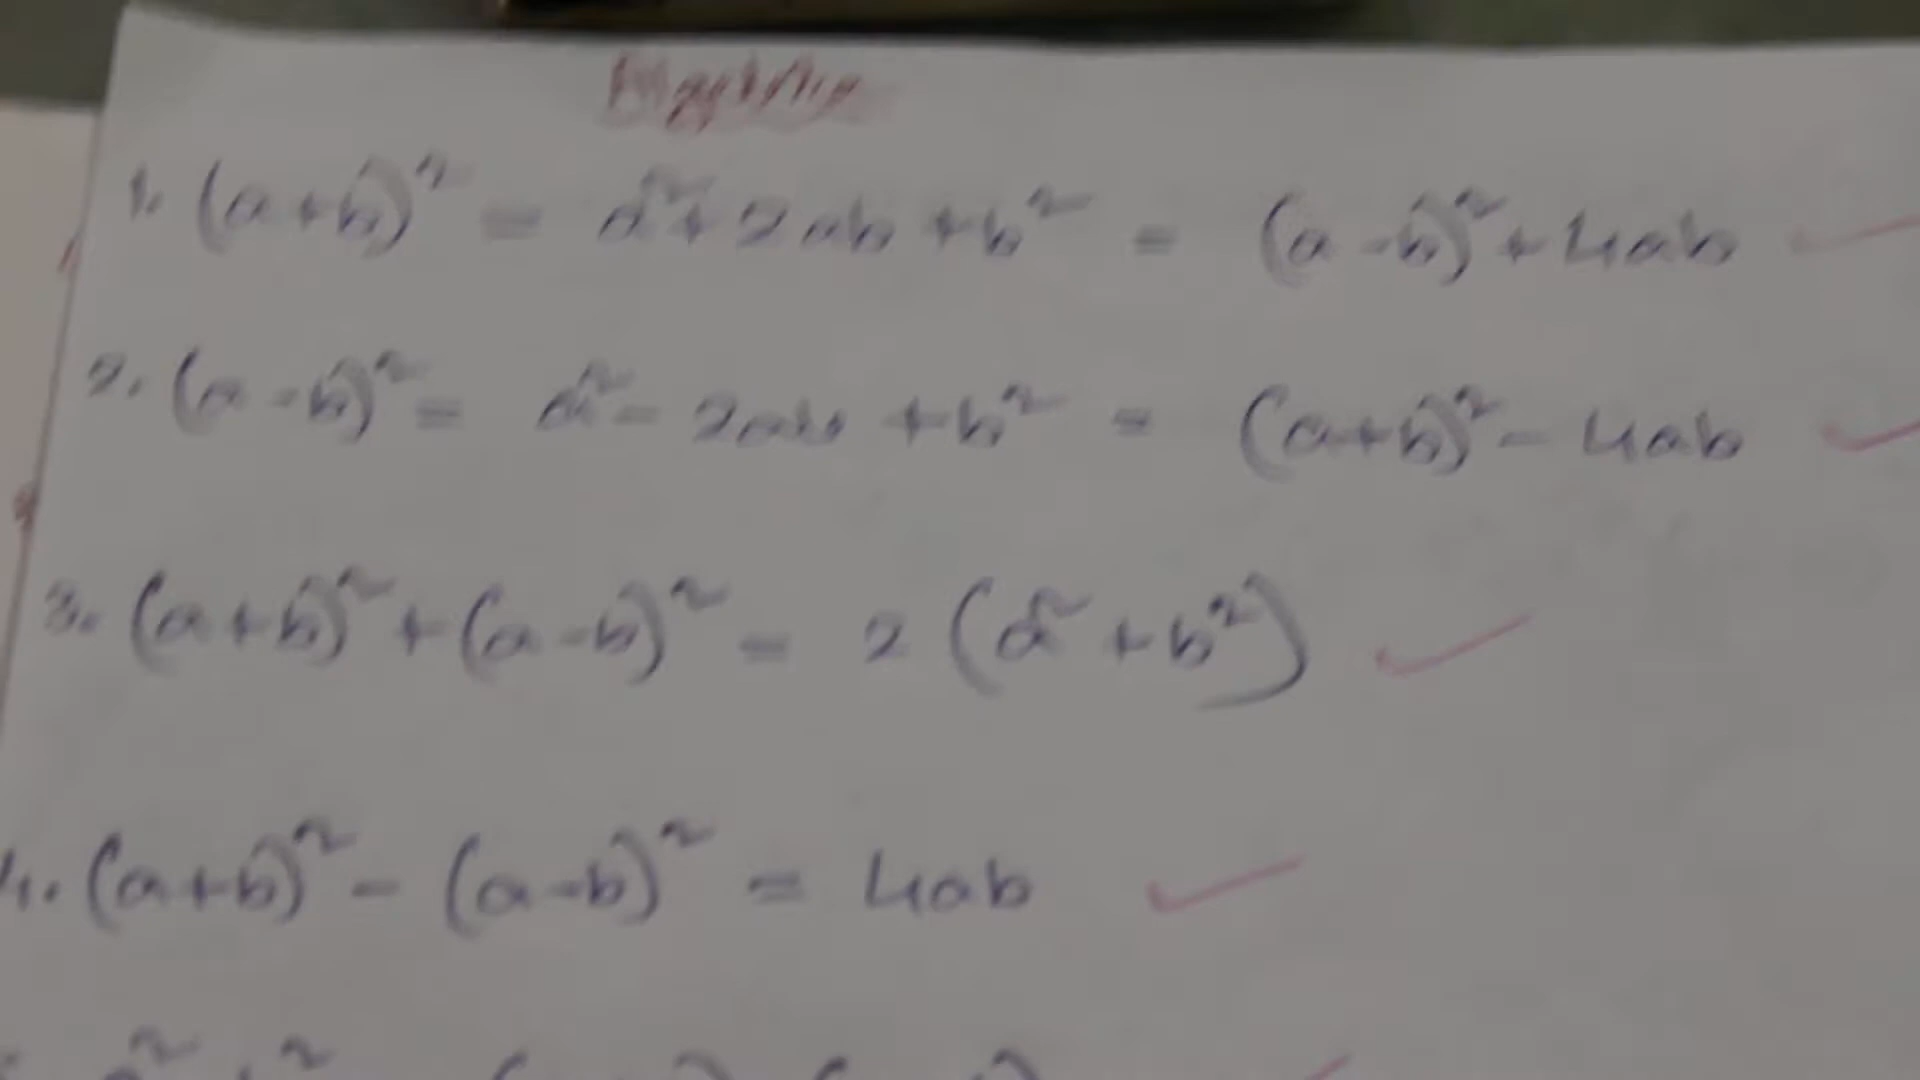 Algebra
1. (a+b)² = a²+2ab+b² = (a-b)²+4ab
2. (a-b)² = a²-2ab+b² = (a+b)²-4ab
3. (a+b)²+(a-b)² = 2(a²+b²)
4. (a+b)²-(a-b)² = 4ab